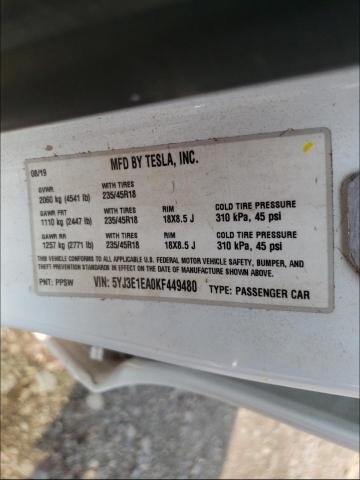 MFD BY TESLA, INC.
08/19
GVWR WITH TIRES
2060 kg (4541 lb) 235/45R18
GAWR FRT WITH TIRES RIM COLD TIRE PRESSURE
1110 kg (2447 lb) 235/45R18 18X8.5 J 310 kPa, 45 psi
GAWR RR WITH TIRES RIM COLD TIRE PRESSURE
1257 kg (2771 lb) 235/45R18 18X8.5 J 310 kPa, 45 psi
THIS VEHICLE CONFORMS TO ALL APPLICABLE U.S. FEDERAL MOTOR VEHICLE SAFETY, BUMPER, AND
THEFT PREVENTION STANDARDS IN EFFECT ON THE DATE OF MANUFACTURE SHOWN ABOVE.
PNT: PPSW VIN: 5YJ3E1EA0KF449480 TYPE: PASSENGER CAR